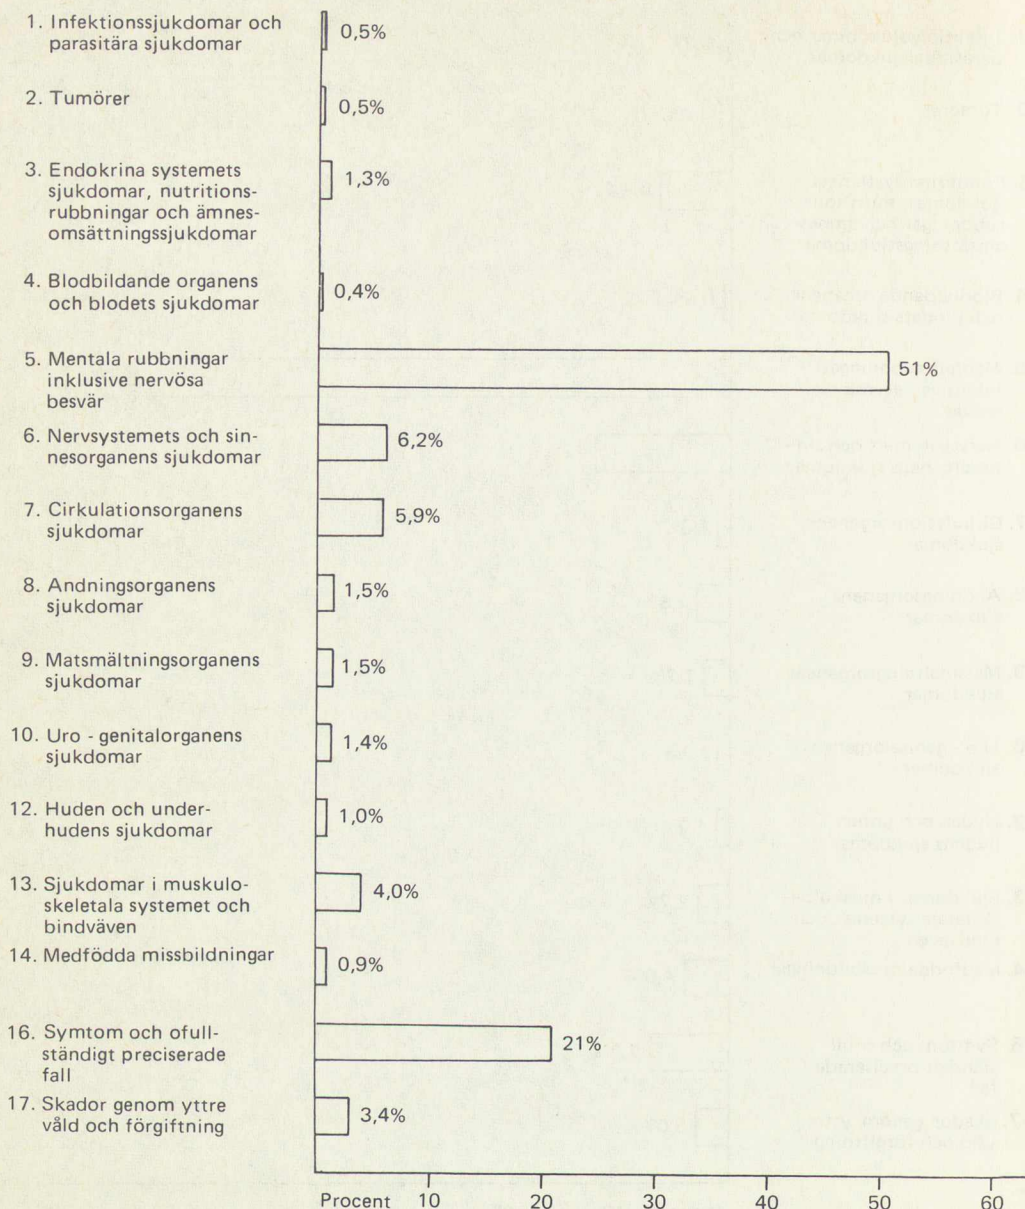 1. Infektionssjukdomar och
parasitära sjukdomar
0,5%
2. Tumörer
0,5%
3. Endokrina systemets
sjukdomar, nutritions-
rubbningar och ämnes-
omsättningssjukdomar
1,3%
4. Blodbildande organens
och blodets sjukdomar
0,4%
5. Mentala rubbningar
inklusive nervösa
besvär
51%
6. Nervsystemets och sin-
nesorganens sjukdomar
6,2%
7. Cirkulationsorganens
sjukdomar
5,9%
8. Andningsorganens
sjukdomar
1,5%
9. Matsmältningsorganens
sjukdomar
1,5%
10. Uro - genitalorganens
sjukdomar
1,4%
12. Huden och under-
hudens sjukdomar
1,0%
13. Sjukdomar i muskulo-
skeletala systemet och
bindväven
4,0%
14. Medfödda missbildningar
0,9%
16. Symtom och ofull-
ständigt preciserade
fall
21%
17. Skador genom yttre
våld och förgiftning
3,4%
Procent 10 20 30 40 50 60